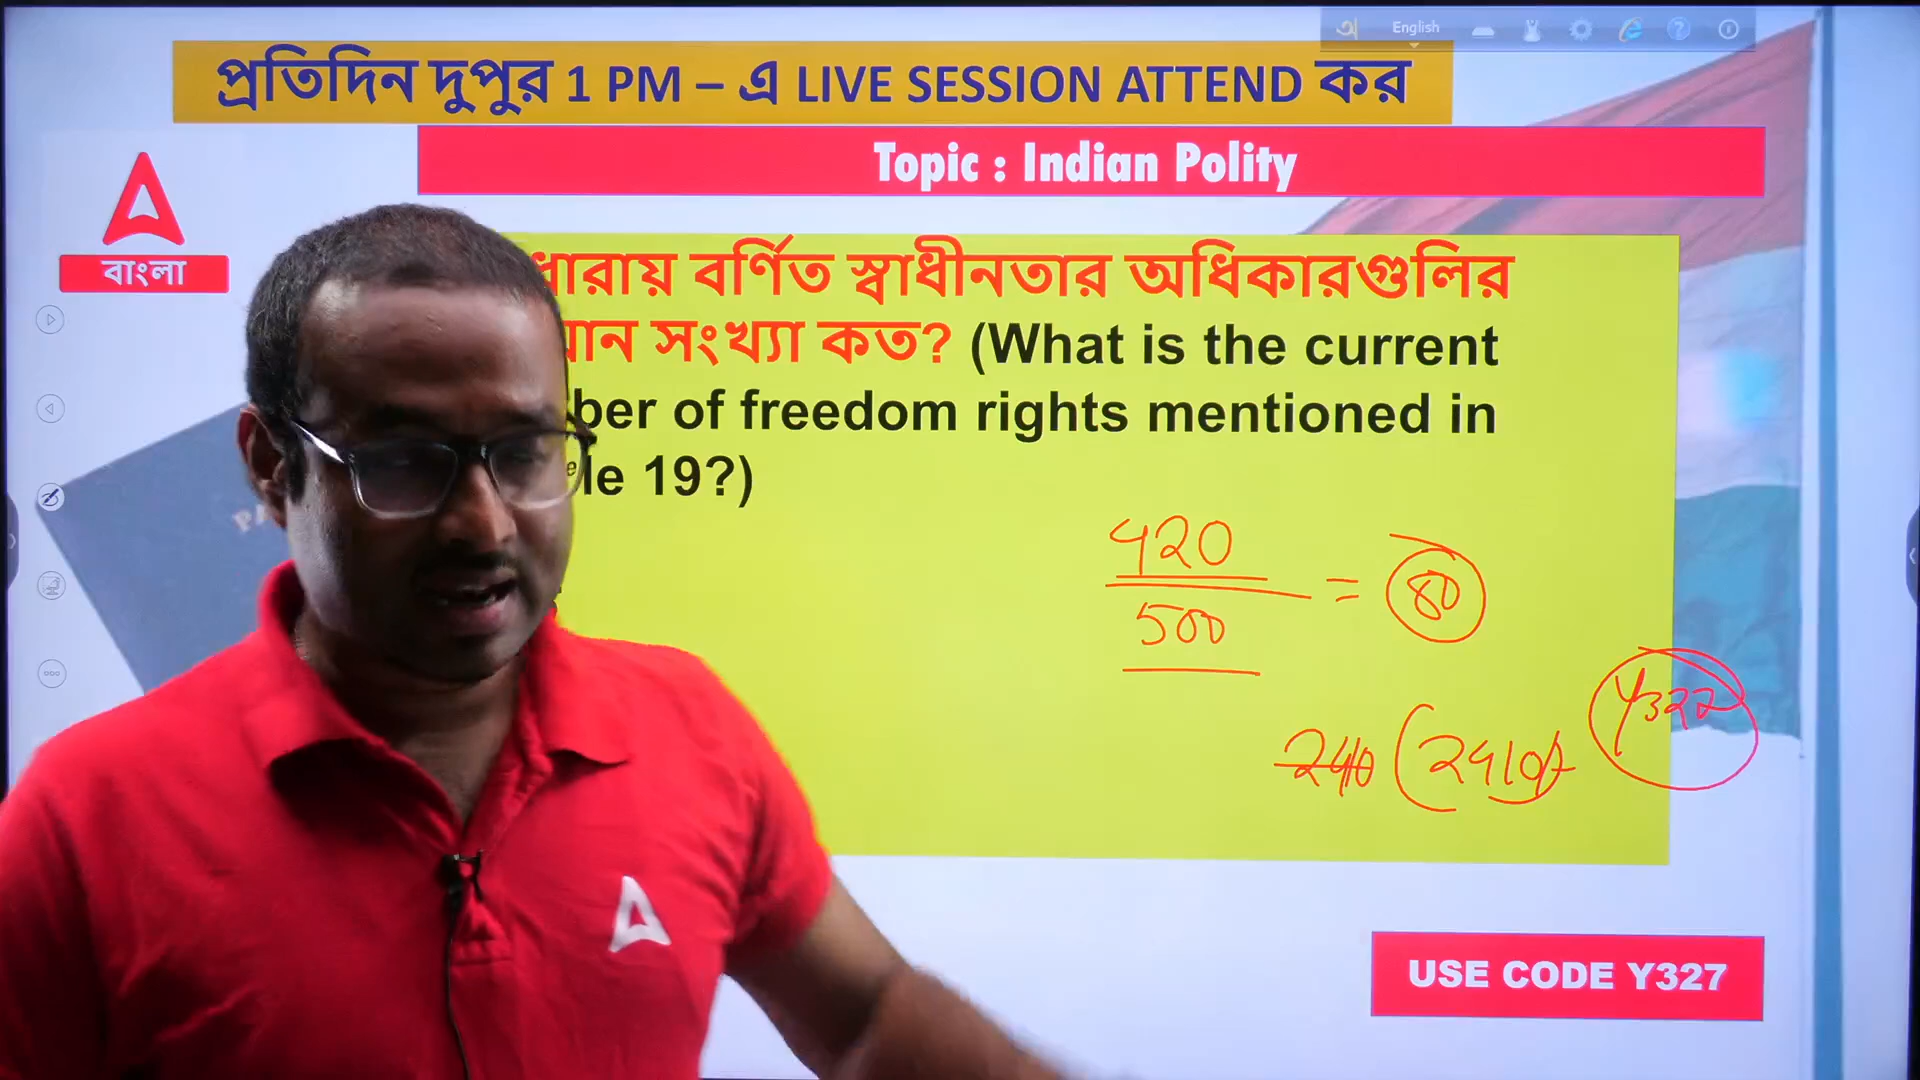 English
প্রতিদিন দুপুর 1 PM – এ LIVE SESSION ATTEND কর
Topic : Indian Polity
বাংলা
ধারায় বর্ণিত স্বাধীনতার অধিকারগুলির
সংখ্যা কত? (What is the current
ber of freedom rights mentioned in
le 19?)
420
500
=
80
240 (2410/-
Y327
USE CODE Y327